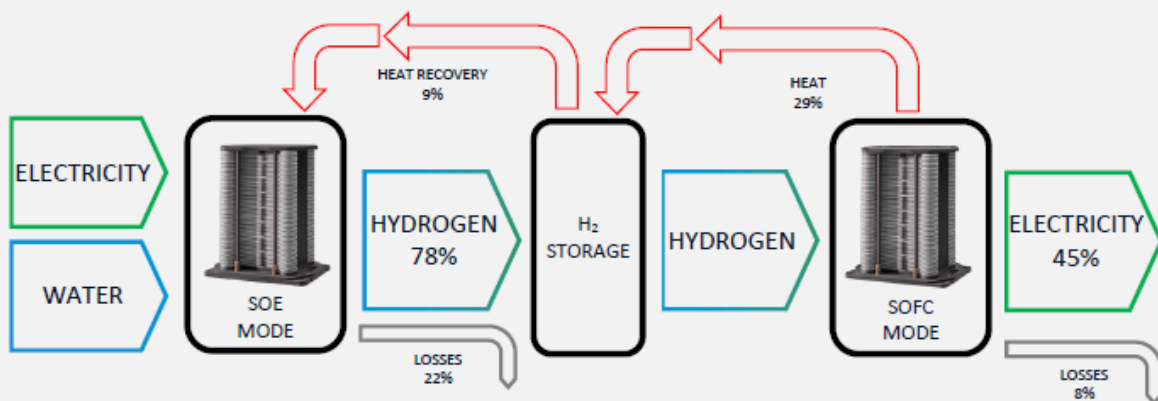 HEAT RECOVERY
9%
HEAT
29%
ELECTRICITY
WATER
SOE
MODE
HYDROGEN
78%
LOSSES
22%
H₂
STORAGE
HYDROGEN
SOFC
MODE
ELECTRICITY
45%
LOSSES
8%